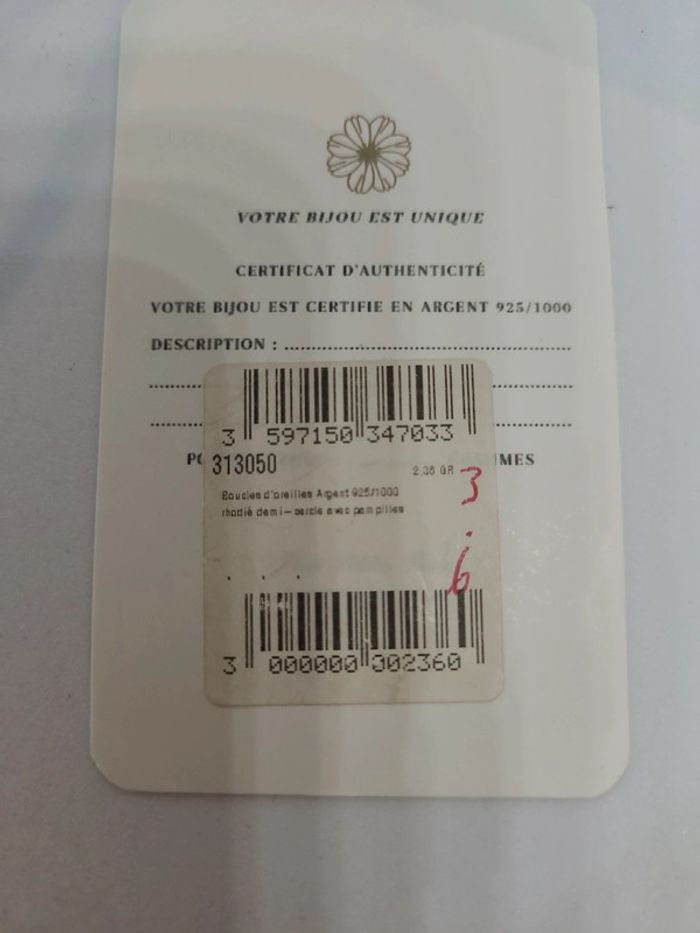 VOTRE BIJOU EST UNIQUE
CERTIFICAT D'AUTHENTICITÉ
VOTRE BIJOU EST CERTIFIE EN ARGENT 925/1000
DESCRIPTION :
3 597150 347033
313050
2,36 GR
3
Boucles d'oreilles Argent 925/1000
rhodié demi-cercle avec pampilles
6
3 000000 302360